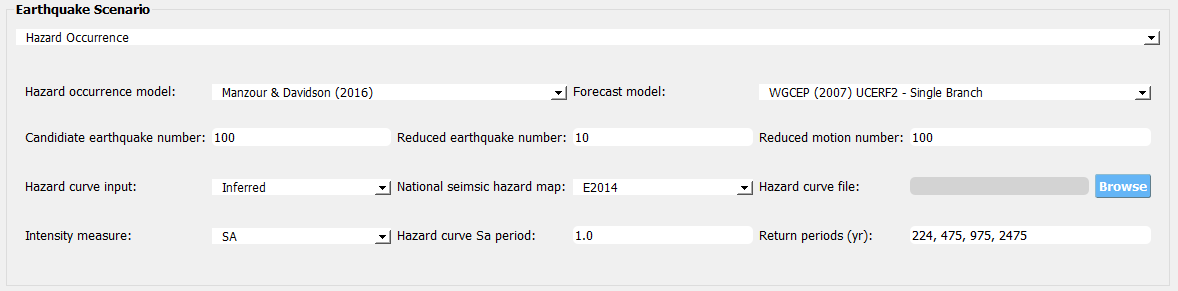 Earthquake Scenario
Hazard Occurrence
Hazard occurrence model: Manzour & Davidson (2016) Forecast model: WGCEP (2007) UCERF2 - Single Branch
Candidiate earthquake number: 100 Reduced earthquake number: 10 Reduced motion number: 100
Hazard curve input: Inferred National seimsic hazard map: E2014 Hazard curve file: Browse
Intensity measure: SA Hazard curve Sa period: 1.0 Return periods (yr): 224, 475, 975, 2475